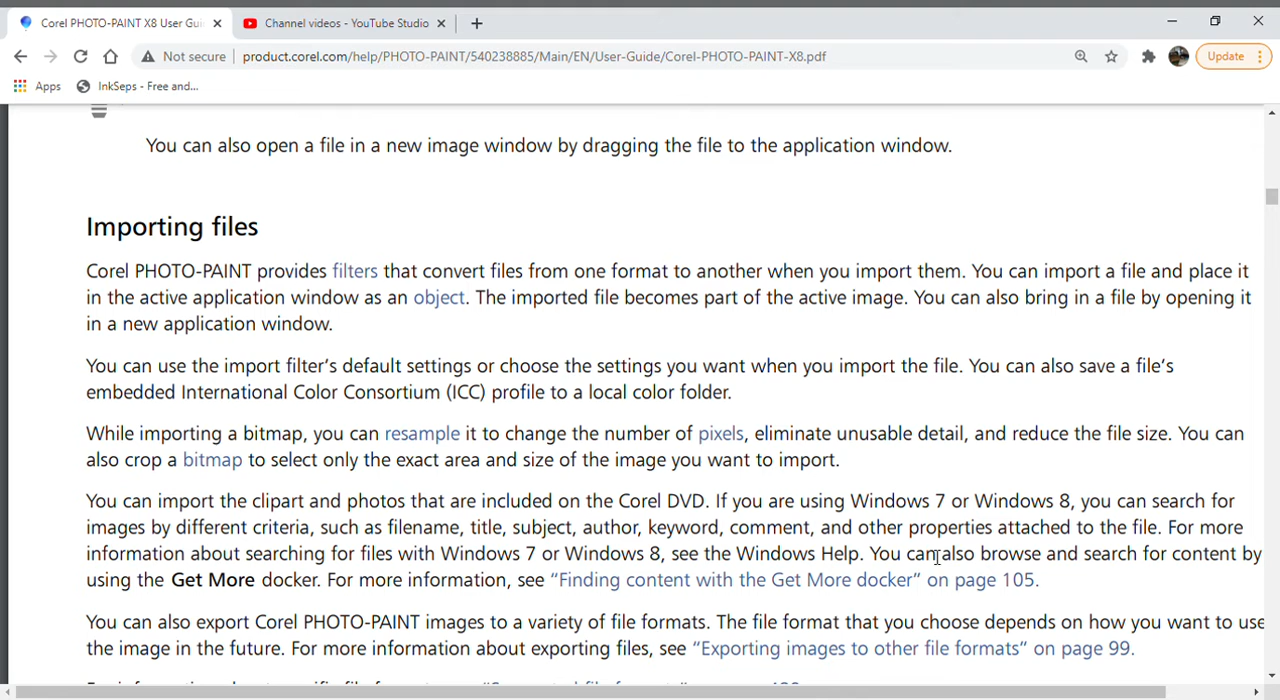 Corel PHOTO-PAINT X8 User Gui
Channel videos - YouTube Studio
Not secure
product.corel.com/help/PHOTO-PAINT/540238885/Main/EN/User-Guide/Corel-PHOTO-PAINT-X8.pdf
Update
Apps
InkSeps - Free and...
You can also open a file in a new image window by dragging the file to the application window.
Importing files
Corel PHOTO-PAINT provides filters that convert files from one format to another when you import them. You can import a file and place it
in the active application window as an object. The imported file becomes part of the active image. You can also bring in a file by opening it
in a new application window.
You can use the import filter’s default settings or choose the settings you want when you import the file. You can also save a file’s
embedded International Color Consortium (ICC) profile to a local color folder.
While importing a bitmap, you can resample it to change the number of pixels, eliminate unusable detail, and reduce the file size. You can
also crop a bitmap to select only the exact area and size of the image you want to import.
You can import the clipart and photos that are included on the Corel DVD. If you are using Windows 7 or Windows 8, you can search for
images by different criteria, such as filename, title, subject, author, keyword, comment, and other properties attached to the file. For more
information about searching for files with Windows 7 or Windows 8, see the Windows Help. You can also browse and search for content by
using the Get More docker. For more information, see “Finding content with the Get More docker” on page 105.
You can also export Corel PHOTO-PAINT images to a variety of file formats. The file format that you choose depends on how you want to use
the image in the future. For more information about exporting files, see “Exporting images to other file formats” on page 99.